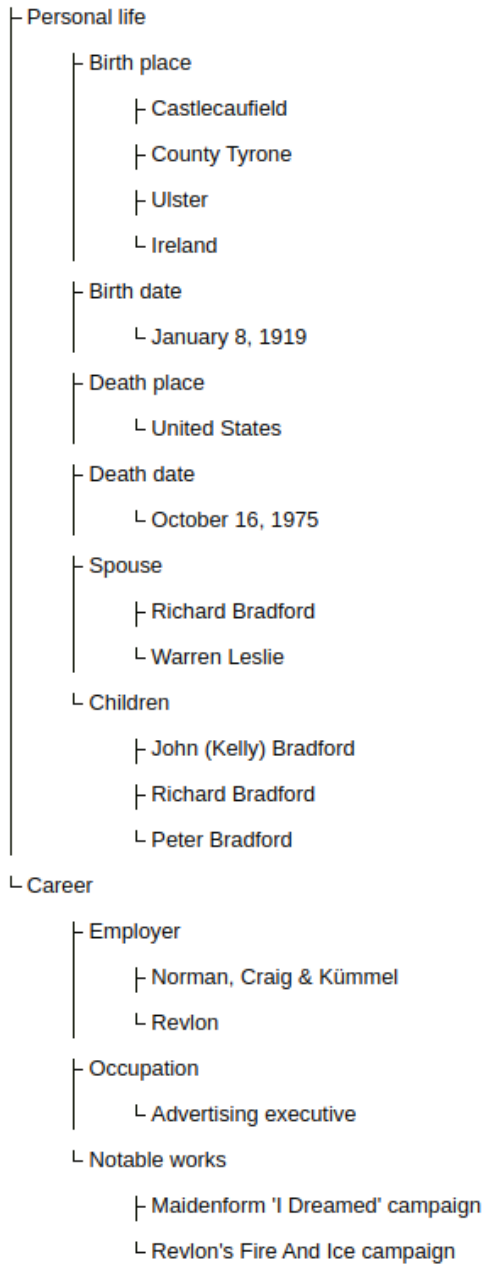 Personal life
Birth place
Castlecaufield
County Tyrone
Ulster
Ireland
Birth date
January 8, 1919
Death place
United States
Death date
October 16, 1975
Spouse
Richard Bradford
Warren Leslie
Children
John (Kelly) Bradford
Richard Bradford
Peter Bradford
Career
Employer
Norman, Craig & Kümmel
Revlon
Occupation
Advertising executive
Notable works
Maidenform 'I Dreamed' campaign
Revlon's Fire And Ice campaign